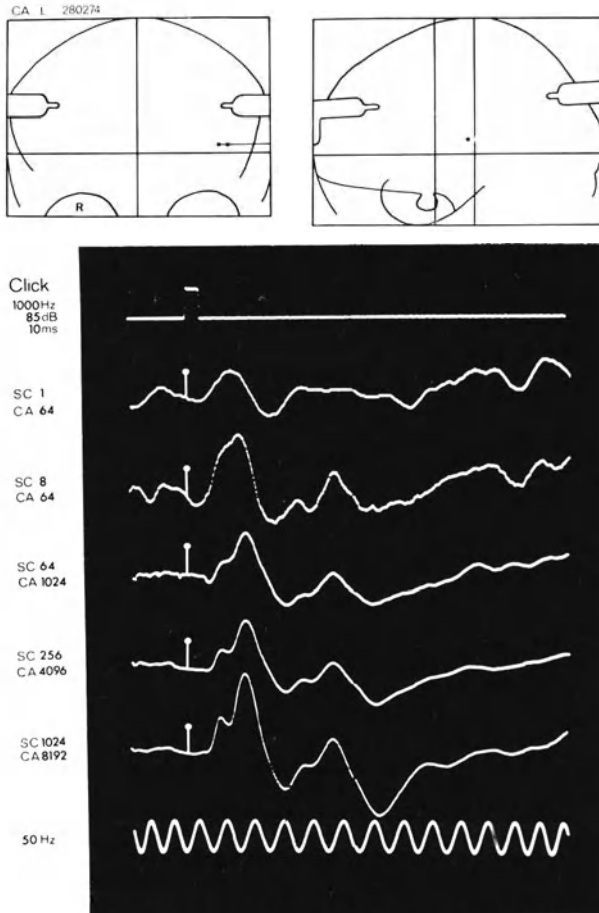 CA L 280274
R
Click
1000Hz
85dB
10ms
SC 1
CA 64
SC 8
CA 64
SC 64
CA 1024
SC 256
CA 4096
SC 1024
CA 8192
50 Hz